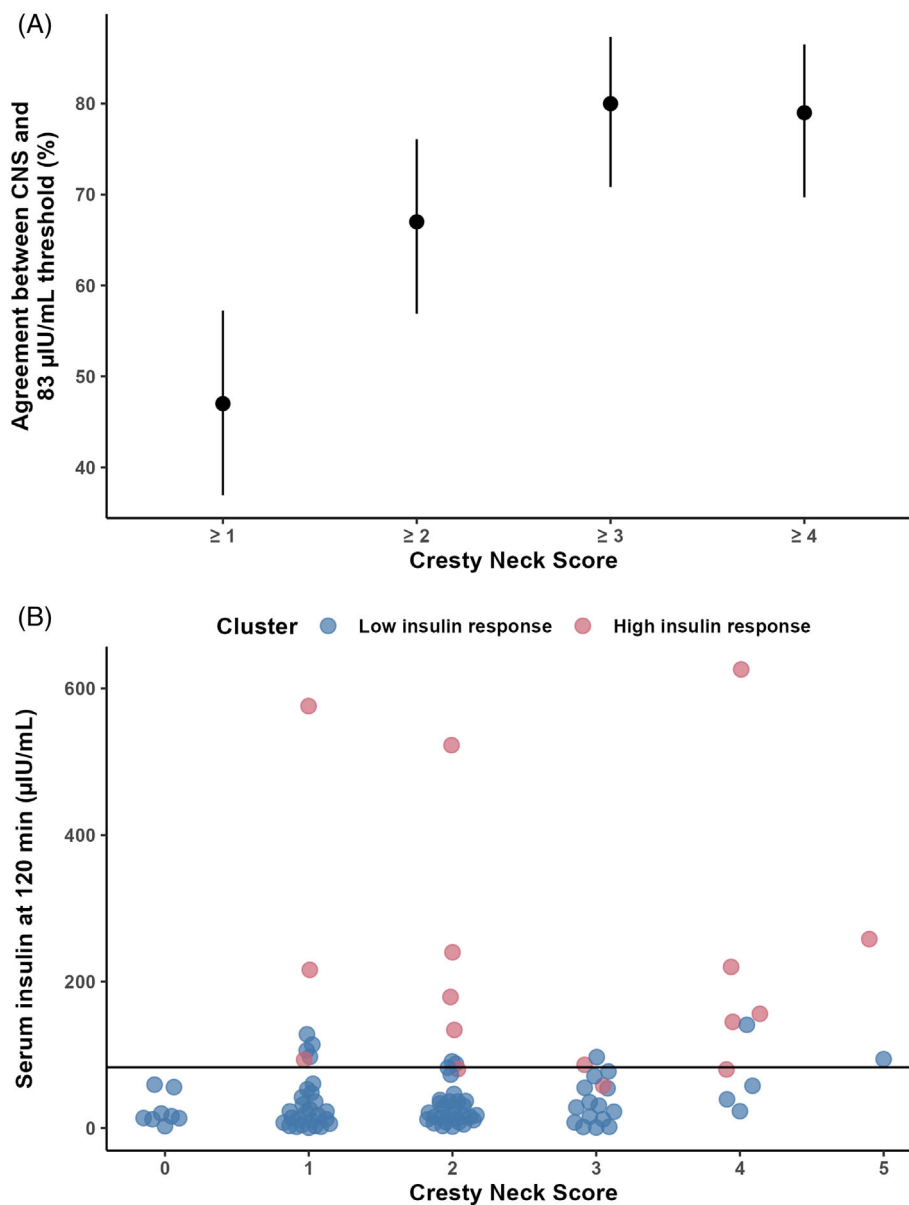 (A)
Agreement between CNS and
83 µIU/mL threshold (%)
80
70
60
50
40
≥ 1
≥ 2
≥ 3
≥ 4
Cresty Neck Score
(B)
Cluster Low insulin response High insulin response
Serum insulin at 120 min (µIU/mL)
600
400
200
0
0
1
2
3
4
5
Cresty Neck Score